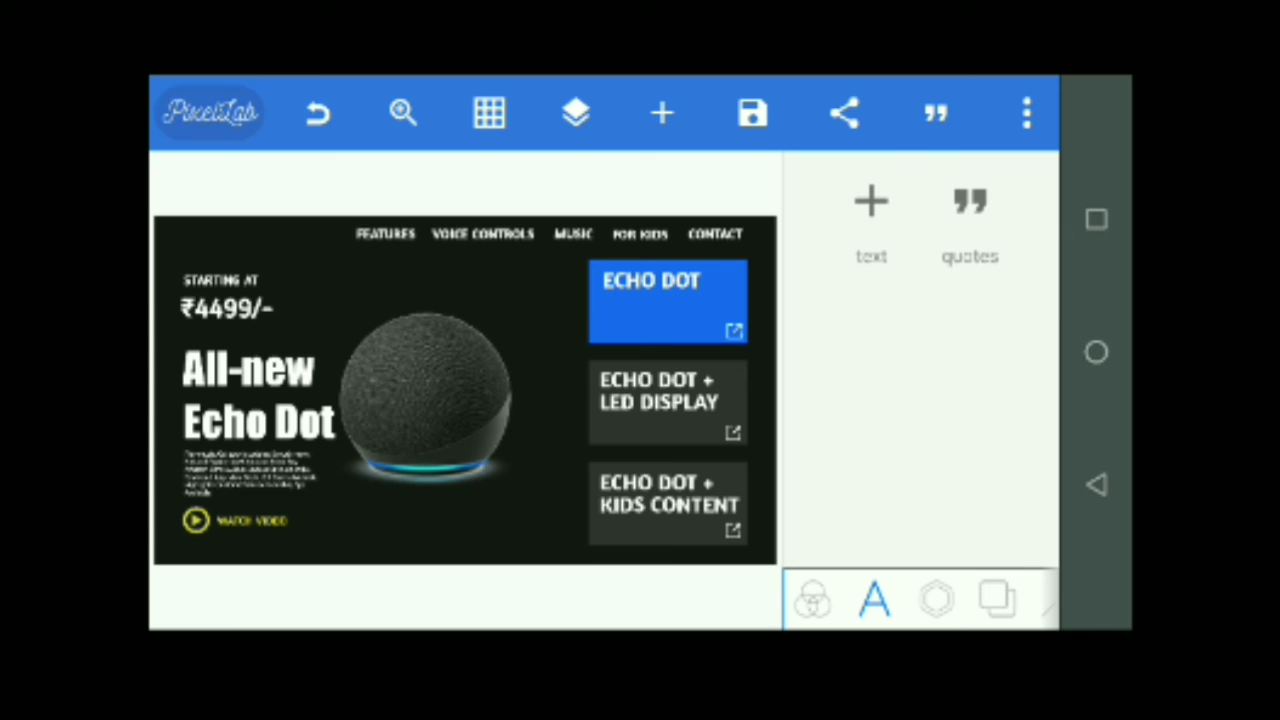 PixelLab
FEATURES VOICE CONTROLS MUSIC FOR KIDS CONTACT
STARTING AT
₹4499/-
All-new
Echo Dot
WATCH VIDEO
ECHO DOT
ECHO DOT +
LED DISPLAY
ECHO DOT +
KIDS CONTENT
text quotes